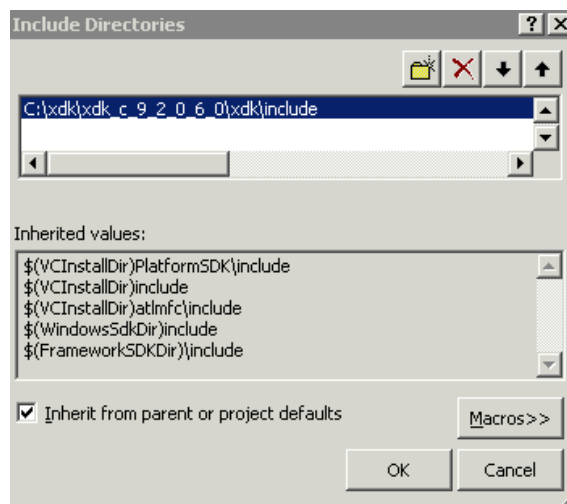 Include Directories
C:\xdk\xdk_c_9_2_0_6_0\xdk\include
Inherited values:
$(VCInstallDir)PlatformSDK\include
$(VCInstallDir)include
$(VCInstallDir)atlmfc\include
$(WindowsSdkDir)include
$(FrameworkSDKDir)\include
Inherit from parent or project defaults
Macros>>
OK
Cancel